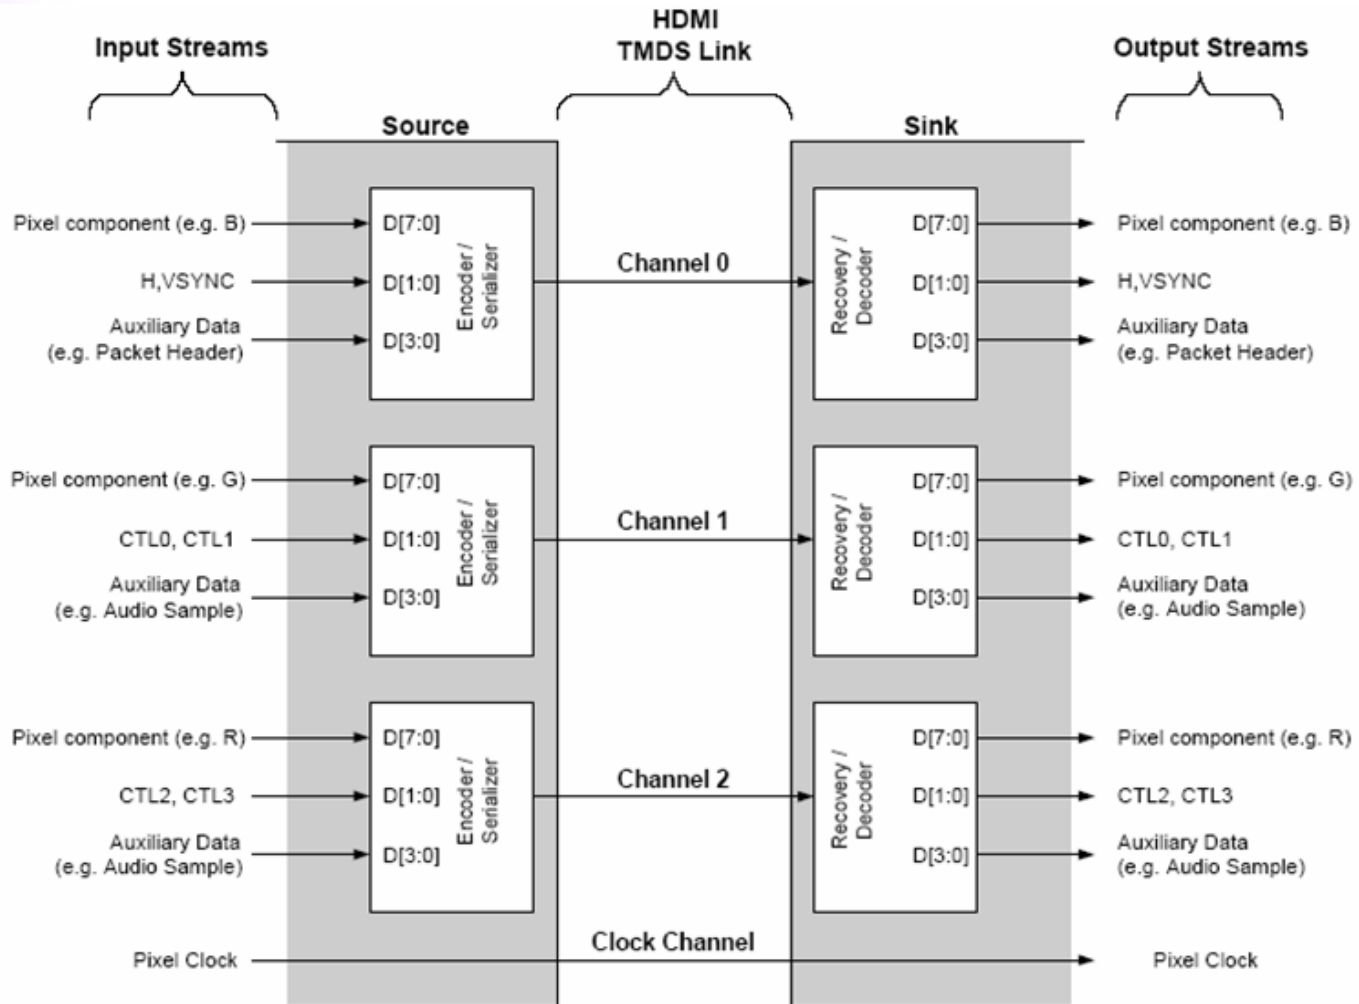 HDMI
TMDS Link
Input Streams
Output Streams
Source
Sink
Pixel component (e.g. B)
H,VSYNC
Auxiliary Data
(e.g. Packet Header)
D[7:0]
D[1:0]
D[3:0]
Encoder /
Serializer
Channel 0
Recovery /
Decoder
D[7:0]
D[1:0]
D[3:0]
Pixel component (e.g. B)
H,VSYNC
Auxiliary Data
(e.g. Packet Header)
Pixel component (e.g. G)
CTL0, CTL1
Auxiliary Data
(e.g. Audio Sample)
D[7:0]
D[1:0]
D[3:0]
Encoder /
Serializer
Channel 1
Recovery /
Decoder
D[7:0]
D[1:0]
D[3:0]
Pixel component (e.g. G)
CTL0, CTL1
Auxiliary Data
(e.g. Audio Sample)
Pixel component (e.g. R)
CTL2, CTL3
Auxiliary Data
(e.g. Audio Sample)
D[7:0]
D[1:0]
D[3:0]
Encoder /
Serializer
Channel 2
Recovery /
Decoder
D[7:0]
D[1:0]
D[3:0]
Pixel component (e.g. R)
CTL2, CTL3
Auxiliary Data
(e.g. Audio Sample)
Pixel Clock
Clock Channel
Pixel Clock